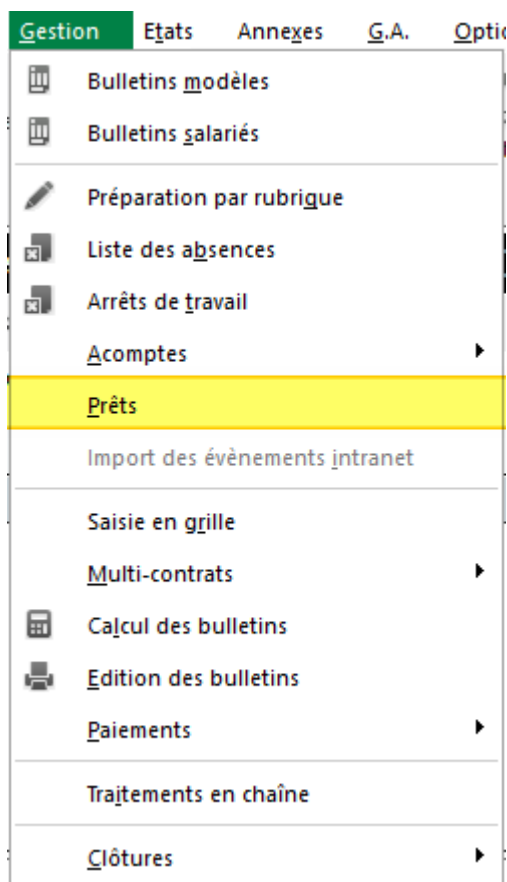 Gestion Etats Annexes G.A.
Bulletins modèles
Bulletins salariés
Préparation par rubrique
Liste des absences
Arrêts de travail
Acomptes
Prêts
Import des évènements intranet
Saisie en grille
Multi-contrats
Calcul des bulletins
Edition des bulletins
Paiements
Traitements en chaîne
Clôtures